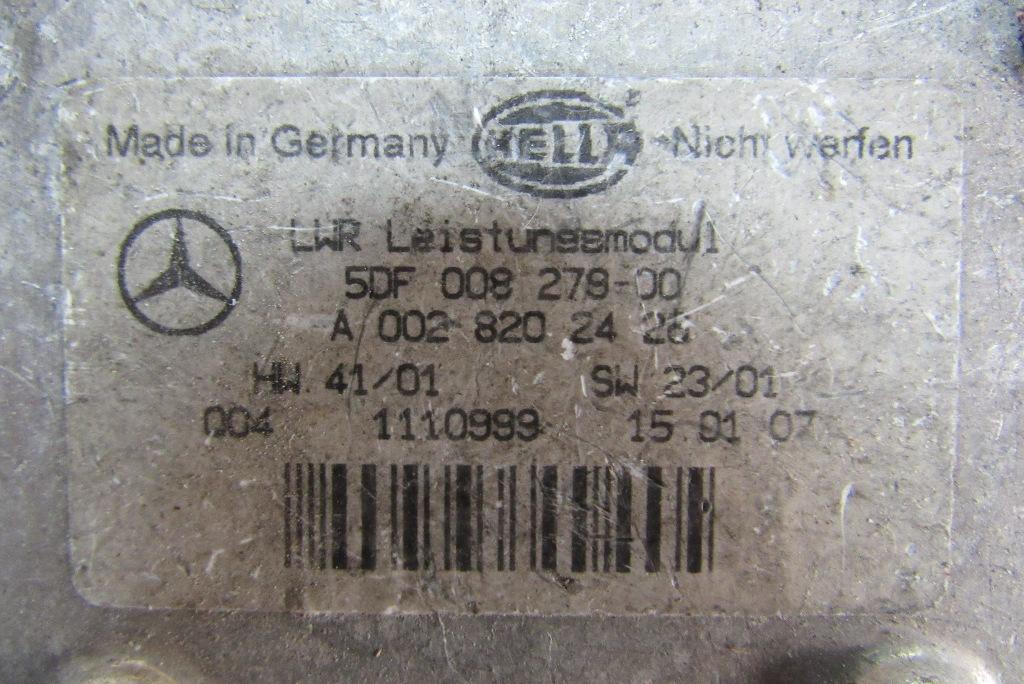 Made in Germany HELLA Nicht werfen
LWR Leistungsmodul
5DF 008 279-00
A 002 820 24 26
HW 41/01 SW 23/01
Q04 1110999 15 01 07